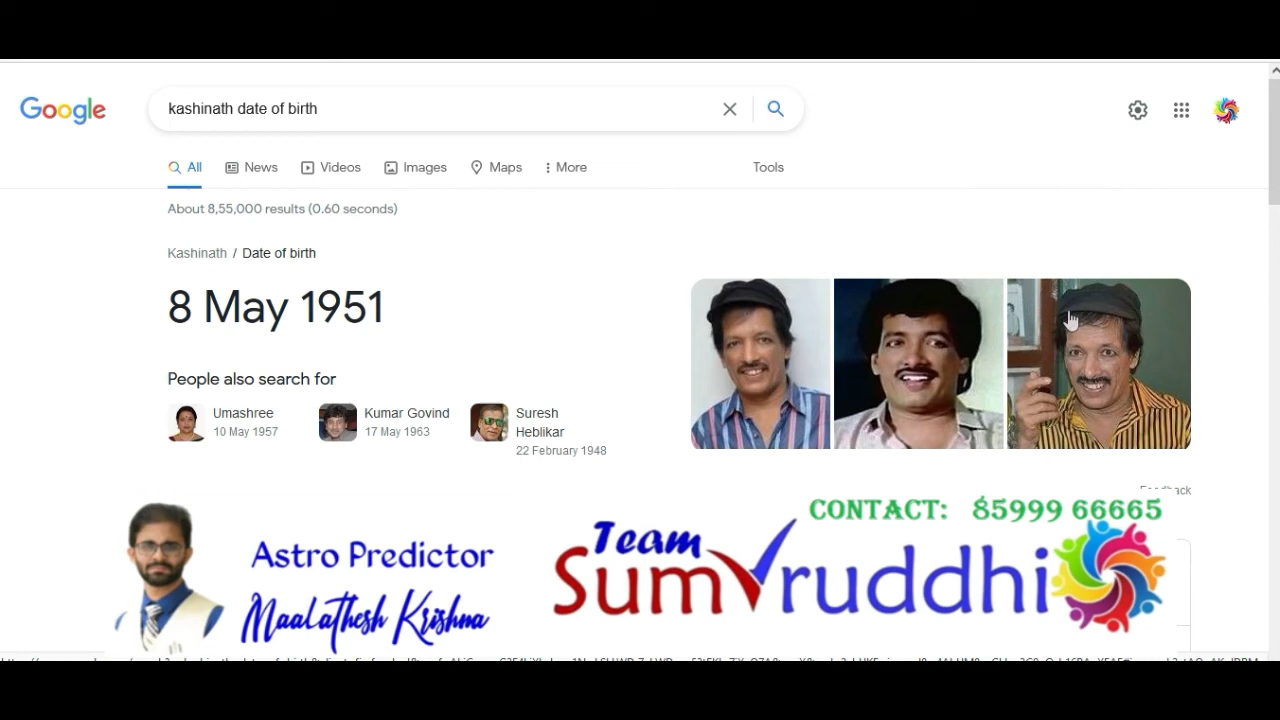 Google
kashinath date of birth
All News Videos Images Maps More Tools
About 8,55,000 results (0.60 seconds)
Kashinath / Date of birth
8 May 1951
People also search for
Umashree
10 May 1957
Kumar Govind
17 May 1963
Suresh
Heblikar
22 February 1948
Feedback
CONTACT: 85999 66665
Astro Predictor
Maalathesh Krishna
Team
Sumvruddhi